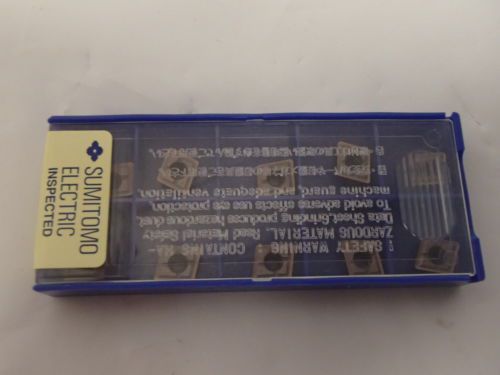 SUMITOMO
ELECTRIC
INSPECTED
! SAFETY WARNING
CONTAINS HA-
ZARDOUS MATERIAL. Read Material Safety
Data Sheet. Grinding produces hazardous dust.
To avoid adverse effects use eye protection,
machine guard and adequate ventilation.